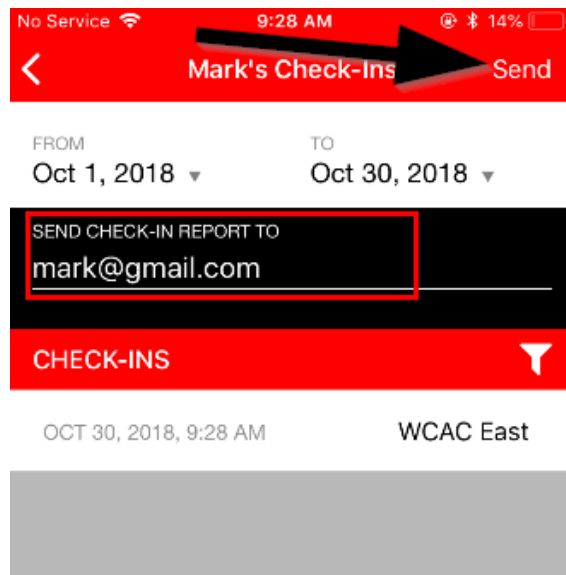 No Service 9:28 AM 14%
Mark's Check-Ins Send
FROM TO
Oct 1, 2018 Oct 30, 2018
SEND CHECK-IN REPORT TO
mark@gmail.com
CHECK-INS
OCT 30, 2018, 9:28 AM WCAC East